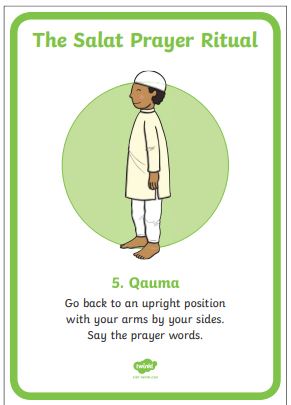 The Salat Prayer Ritual
5. Qauma
Go back to an upright position
with your arms by your sides.
Say the prayer words.
twinkl